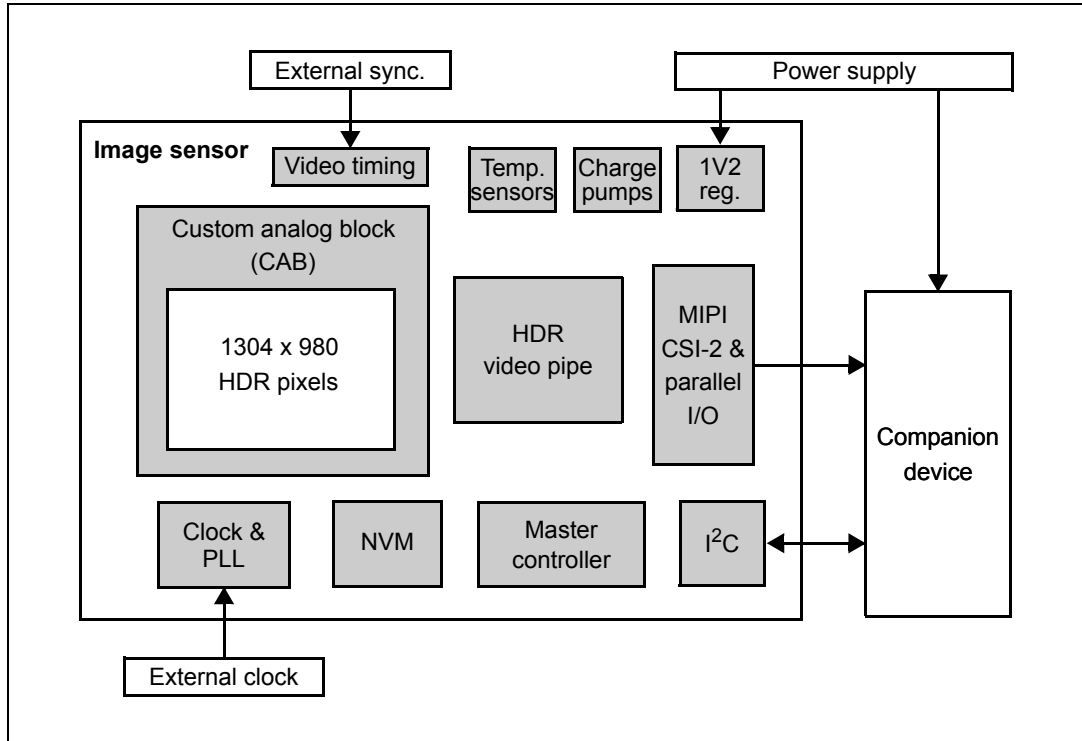 External sync.
Power supply
Image sensor
Video timing
Temp.
sensors
Charge
pumps
1V2
reg.
Custom analog block
(CAB)
1304 x 980
HDR pixels
HDR
video pipe
MIPI
CSI-2 &
parallel
I/O
Companion
device
Clock &
PLL
NVM
Master
controller
I²C
External clock